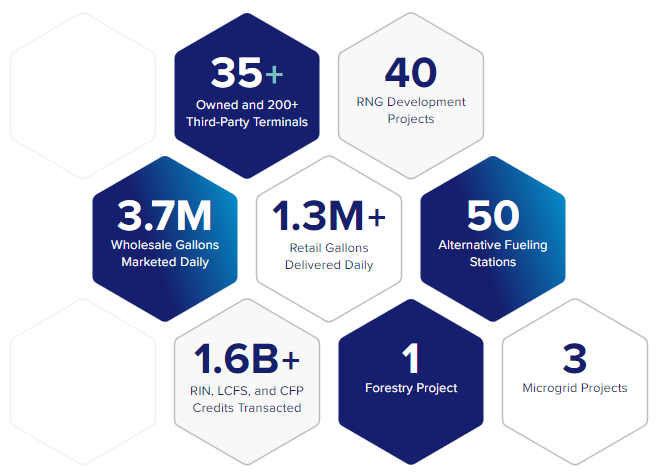 35+
Owned and 200+
Third-Party Terminals
40
RNG Development
Projects
3.7M
Wholesale Gallons
Marketed Daily
1.3M+
Retail Gallons
Delivered Daily
50
Alternative Fueling
Stations
1.6B+
RIN, LCFS, and CFP
Credits Transacted
1
Forestry Project
3
Microgrid Projects